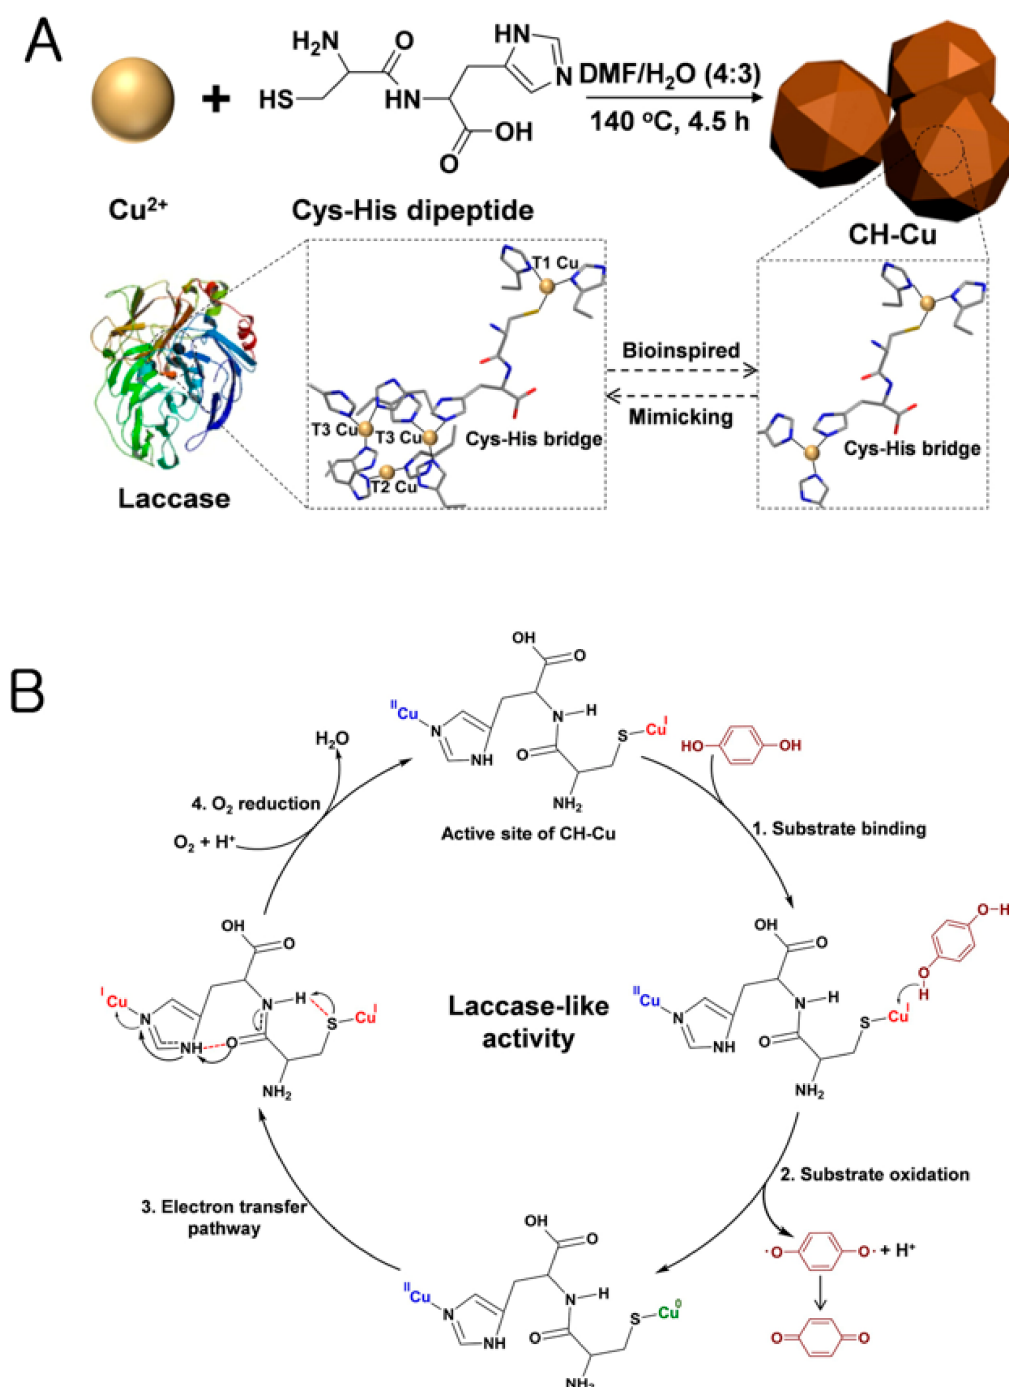 A
Cu²⁺
+
H₂N
O
HS
HN
O
OH
HN
N
Cys-His dipeptide
DMF/H₂O (4:3)
140 °C, 4.5 h
CH-Cu
Laccase
T1 Cu
T3 Cu
T3 Cu
T2 Cu
Cys-His bridge
Bioinspired
Mimicking
Cys-His bridge
B
OH
O
ᴵᴵCu
N
NH
N–H
O
S
Cuᴵ
NH₂
Active site of CH-Cu
HO
OH
1. Substrate binding
OH
O
ᴵᴵCu
N
NH
N
H
O
S
Cuᴵ
NH₂
O–H
O
H
2. Substrate oxidation
·O
O· + H⁺
O
O
OH
O
ᴵᴵCu
N
NH
N
H
O
S
Cu⁰
NH₂
3. Electron transfer
pathway
OH
O
ᴵCu
N
NH
N
H
O
S
Cuᴵ
NH₂
4. O₂ reduction
O₂ + H⁺
H₂O
Laccase-like
activity